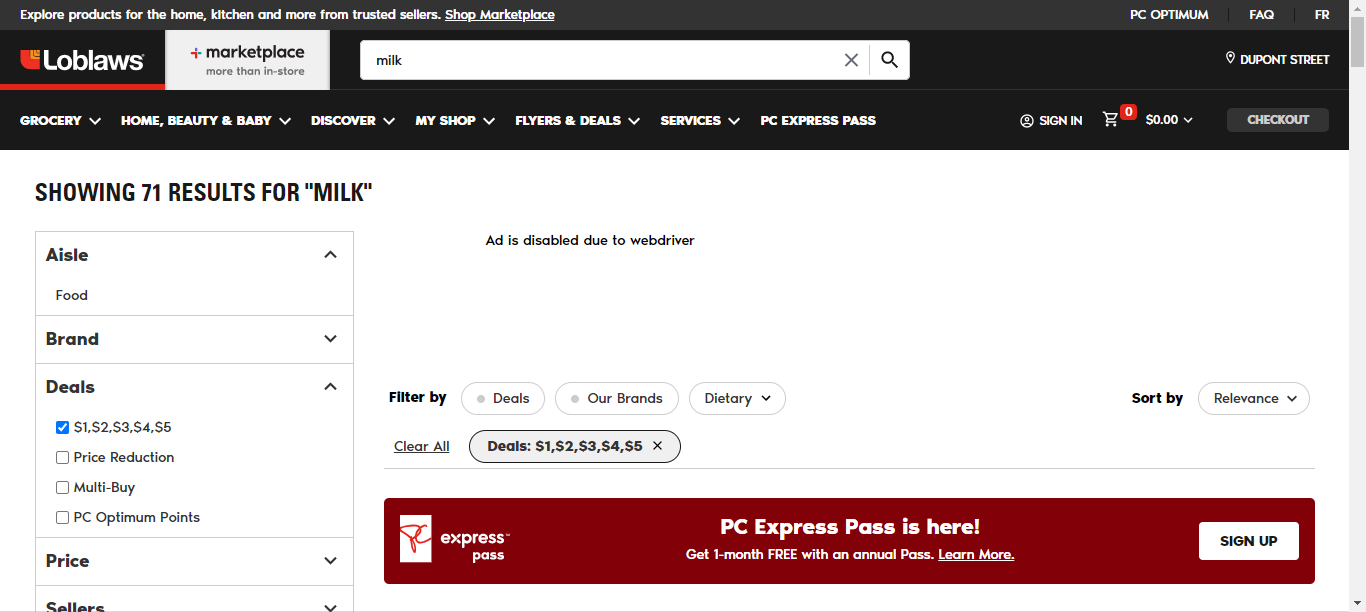 Explore products for the home, kitchen and more from trusted sellers. Shop Marketplace
PC OPTIMUM
FAQ
FR
Loblaws
marketplace
more than in-store
milk
DUPONT STREET
GROCERY
HOME, BEAUTY & BABY
DISCOVER
MY SHOP
FLYERS & DEALS
SERVICES
PC EXPRESS PASS
SIGN IN
0
$0.00
CHECKOUT
SHOWING 71 RESULTS FOR "MILK"
Aisle
Food
Brand
Deals
$1,$2,$3,$4,$5
Price Reduction
Multi-Buy
PC Optimum Points
Price
Sellers
Ad is disabled due to webdriver
Filter by
Deals
Our Brands
Dietary
Sort by
Relevance
Clear All
Deals: $1,$2,$3,$4,$5
PC
express
pass
PC Express Pass is here!
Get 1-month FREE with an annual Pass. Learn More.
SIGN UP